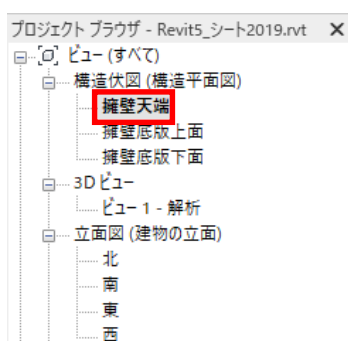 プロジェクト ブラウザ - Revit5_シート2019.rvt
ビュー (すべて)
構造伏図 (構造平面図)
擁壁天端
擁壁底版上面
擁壁底版下面
3D ビュー
ビュー 1 - 解析
立面図 (建物の立面)
北
南
東
西